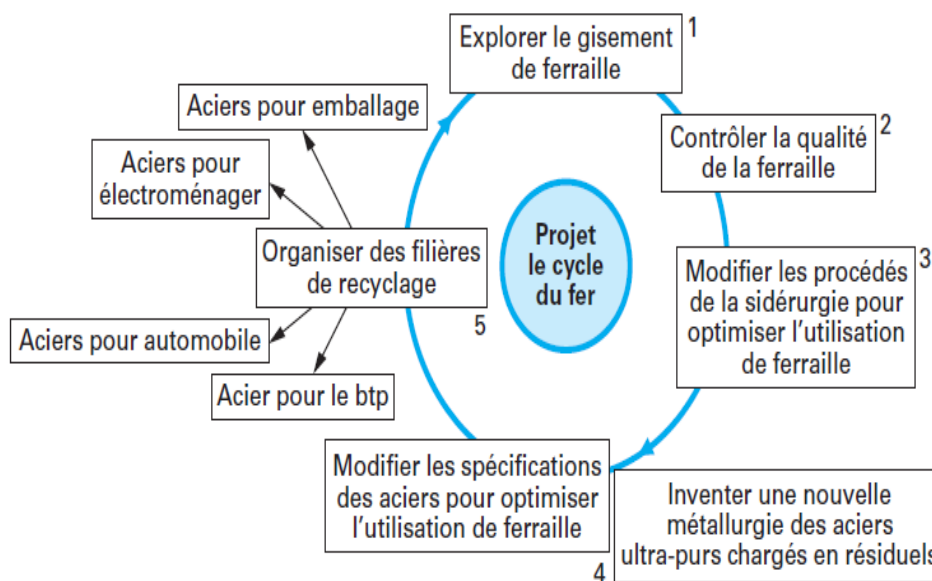 Explorer le gisement
de ferraille
1
Contrôler la qualité
de la ferraille
2
Modifier les procédés
de la sidérurgie pour
optimiser l'utilisation
de ferraille
3
Inventer une nouvelle
métallurgie des aciers
ultra-purs chargés en résiduels
Modifier les spécifications
des aciers pour optimiser
l'utilisation de ferraille
4
Organiser des filières
de recyclage
5
Aciers pour emballage
Aciers pour
électroménager
Aciers pour automobile
Acier pour le btp
Projet
le cycle
du fer